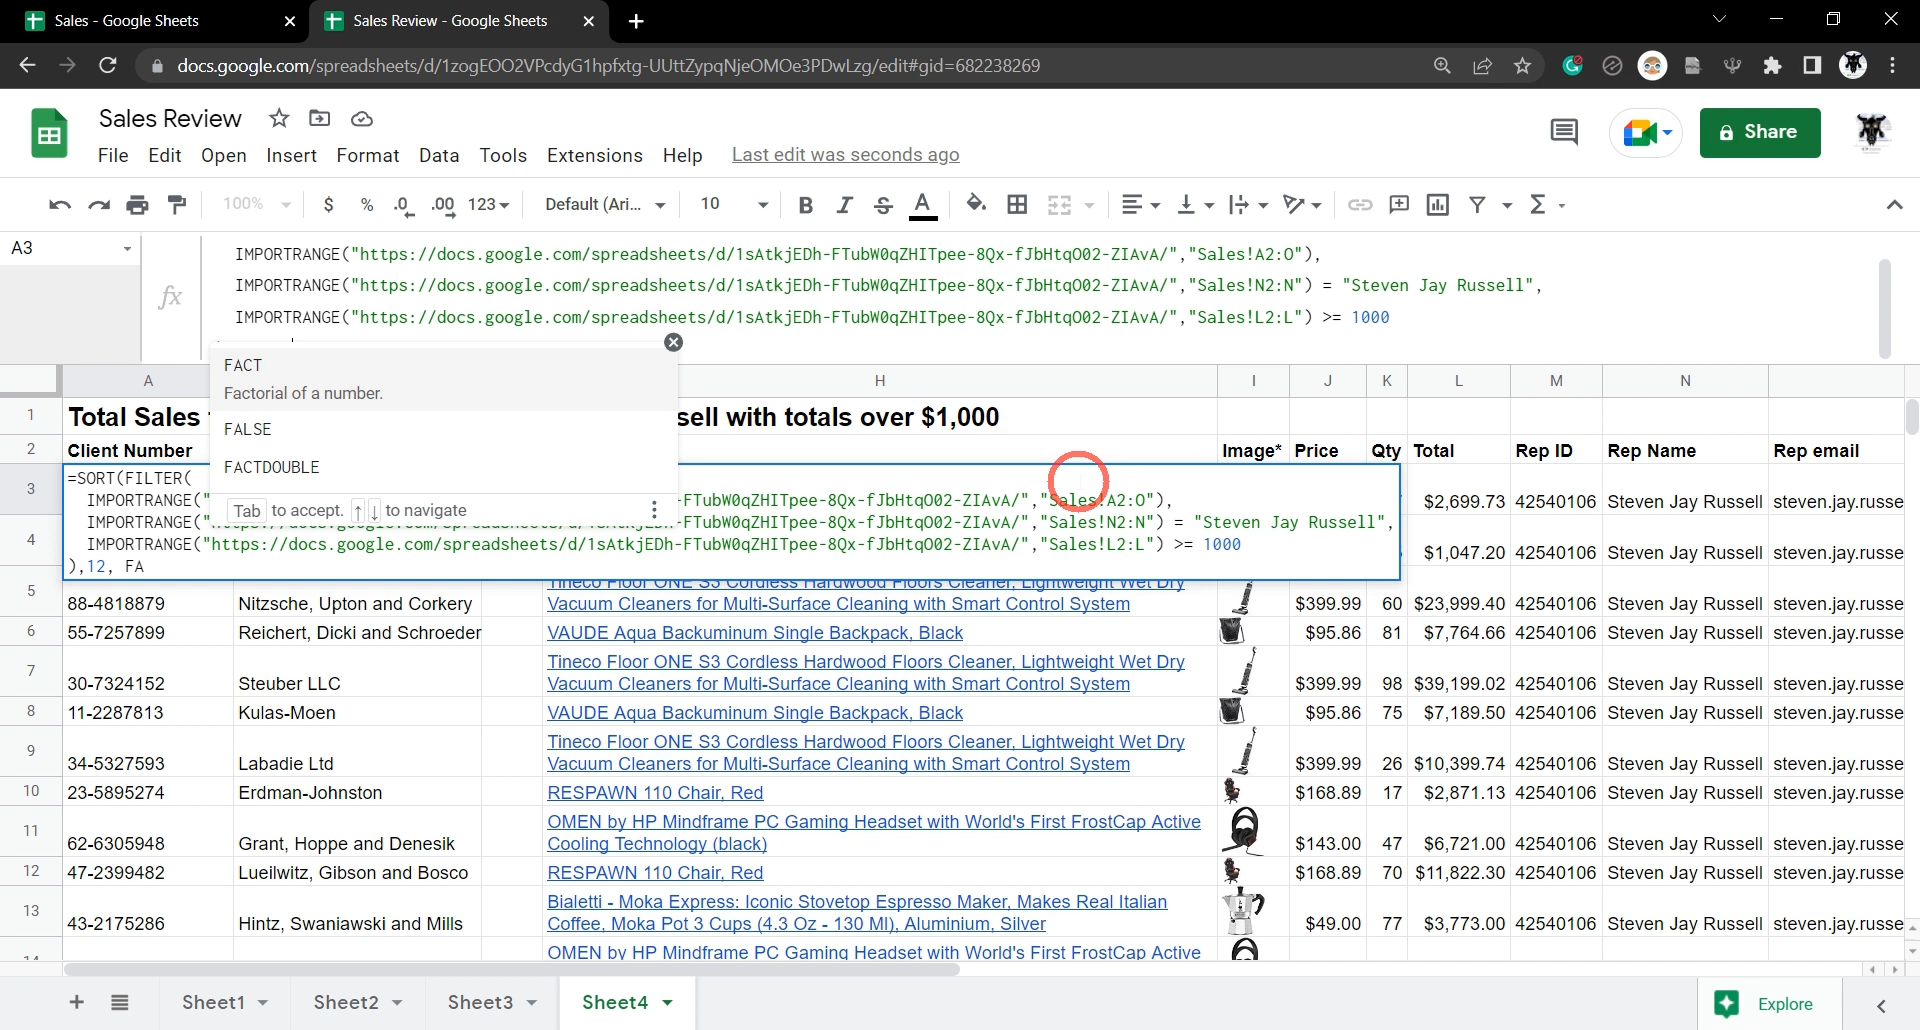 Sales - Google Sheets
Sales Review - Google Sheets
docs.google.com/spreadsheets/d/1zogEOO2VPcdyG1hpfxtg-UUttZypqNjeOMOe3PDwLzg/edit#gid=682238269
Sales Review
File Edit Open Insert Format Data Tools Extensions Help Last edit was seconds ago
Share
100% $ % .0 .00 123 Default (Ari... 10 B I S A
A3
fx
IMPORTRANGE("https://docs.google.com/spreadsheets/d/1sAtkjEDh-FTubW0qZHITpee-8Qx-fJbHtqO02-ZIAvA/","Sales!A2:O"),
IMPORTRANGE("https://docs.google.com/spreadsheets/d/1sAtkjEDh-FTubW0qZHITpee-8Qx-fJbHtqO02-ZIAvA/","Sales!N2:N") = "Steven Jay Russell",
IMPORTRANGE("https://docs.google.com/spreadsheets/d/1sAtkjEDh-FTubW0qZHITpee-8Qx-fJbHtqO02-ZIAvA/","Sales!L2:L") >= 1000
FACT
Factorial of a number.
FALSE
FACTDOUBLE
Tab to accept. ↑ ↓ to navigate
A H I J K L M N
1 Total Sales sell with totals over $1,000
2 Client Number Image* Price Qty Total Rep ID Rep Name Rep email
=SORT(FILTER(
3 IMPORTRANGE(" -FTubW0qZHITpee-8Qx-fJbHtqO02-ZIAvA/","Sales!A2:O"), $2,699.73 42540106 Steven Jay Russell steven.jay.russe
IMPORTRANGE(" -FTubW0qZHITpee-8Qx-fJbHtqO02-ZIAvA/","Sales!N2:N") = "Steven Jay Russell",
4 IMPORTRANGE("https://docs.google.com/spreadsheets/d/1sAtkjEDh-FTubW0qZHITpee-8Qx-fJbHtqO02-ZIAvA/","Sales!L2:L") >= 1000 $1,047.20 42540106 Steven Jay Russell steven.jay.russe
),12, FA
Tineco Floor ONE S3 Cordless Hardwood Floors Cleaner, Lightweight Wet Dry
5 88-4818879 Nitzsche, Upton and Corkery Vacuum Cleaners for Multi-Surface Cleaning with Smart Control System $399.99 60 $23,999.40 42540106 Steven Jay Russell steven.jay.russe
6 55-7257899 Reichert, Dicki and Schroeder VAUDE Aqua Backuminum Single Backpack, Black $95.86 81 $7,764.66 42540106 Steven Jay Russell steven.jay.russe
Tineco Floor ONE S3 Cordless Hardwood Floors Cleaner, Lightweight Wet Dry
7 30-7324152 Steuber LLC Vacuum Cleaners for Multi-Surface Cleaning with Smart Control System $399.99 98 $39,199.02 42540106 Steven Jay Russell steven.jay.russe
8 11-2287813 Kulas-Moen VAUDE Aqua Backuminum Single Backpack, Black $95.86 75 $7,189.50 42540106 Steven Jay Russell steven.jay.russe
Tineco Floor ONE S3 Cordless Hardwood Floors Cleaner, Lightweight Wet Dry
9 34-5327593 Labadie Ltd Vacuum Cleaners for Multi-Surface Cleaning with Smart Control System $399.99 26 $10,399.74 42540106 Steven Jay Russell steven.jay.russe
10 23-5895274 Erdman-Johnston RESPAWN 110 Chair, Red $168.89 17 $2,871.13 42540106 Steven Jay Russell steven.jay.russe
OMEN by HP Mindframe PC Gaming Headset with World's First FrostCap Active
11 62-6305948 Grant, Hoppe and Denesik Cooling Technology (black) $143.00 47 $6,721.00 42540106 Steven Jay Russell steven.jay.russe
12 47-2399482 Lueilwitz, Gibson and Bosco RESPAWN 110 Chair, Red $168.89 70 $11,822.30 42540106 Steven Jay Russell steven.jay.russe
Bialetti - Moka Express: Iconic Stovetop Espresso Maker, Makes Real Italian
13 43-2175286 Hintz, Swaniawski and Mills Coffee, Moka Pot 3 Cups (4.3 Oz - 130 Ml), Aluminium, Silver $49.00 77 $3,773.00 42540106 Steven Jay Russell steven.jay.russe
OMEN by HP Mindframe PC Gaming Headset with World's First FrostCap Active
Sheet1 Sheet2 Sheet3 Sheet4 Explore